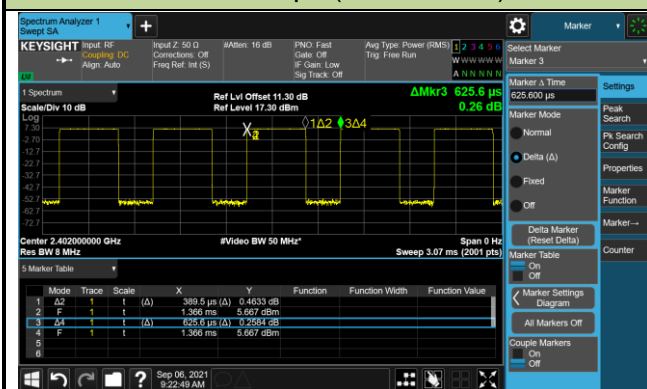 Spectrum Analyzer 1
Swept SA
Marker
KEYSIGHT Input: RF
Coupling: DC
Align: Auto
Input Z: 50 Ω
Corrections: Off
Freq Ref: Int (S)
#Atten: 16 dB
PNO: Fast
Gate: Off
IF Gain: Low
Sig Track: Off
Avg Type: Power (RMS)
Trig: Free Run
1 2 3 4 5 6
W W W W W W
A N N N N N
Select Marker
Marker 3
LXI
1 Spectrum
Scale/Div 10 dB
Ref Lvl Offset 11.30 dB
Ref Level 17.30 dBm
ΔMkr3 625.6 µs
0.26 dB
Log
7.30
-2.70
-12.7
-22.7
-32.7
-42.7
-52.7
-62.7
-72.7
1Δ2
3Δ4
Center 2.402000000 GHz
Res BW 8 MHz
#Video BW 50 MHz*
Span 0 Hz
Sweep 3.07 ms (2001 pts)
5 Marker Table
Mode Trace Scale X Y Function Function Width Function Value
1 Δ2 1 t (Δ) 389.5 µs (Δ) 0.4633 dB
2 F 1 t 1.366 ms 5.667 dBm
3 Δ4 1 t (Δ) 625.6 µs (Δ) 0.2584 dB
4 F 1 t 1.366 ms 5.667 dBm
5
6
Marker Δ Time
625.600 µs
Marker Mode
Normal
Delta (Δ)
Fixed
Off
Delta Marker
(Reset Delta)
Marker Table
On
Off
Marker Settings
Diagram
All Markers Off
Couple Markers
On
Off
Settings
Peak
Search
Pk Search
Config
Properties
Marker
Function
Marker→
Counter
Sep 06, 2021
9:22:49 AM